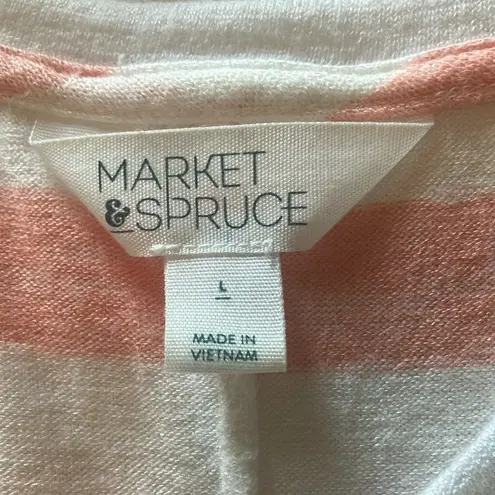 MARKET
&SPRUCE
L
MADE IN
VIETNAM